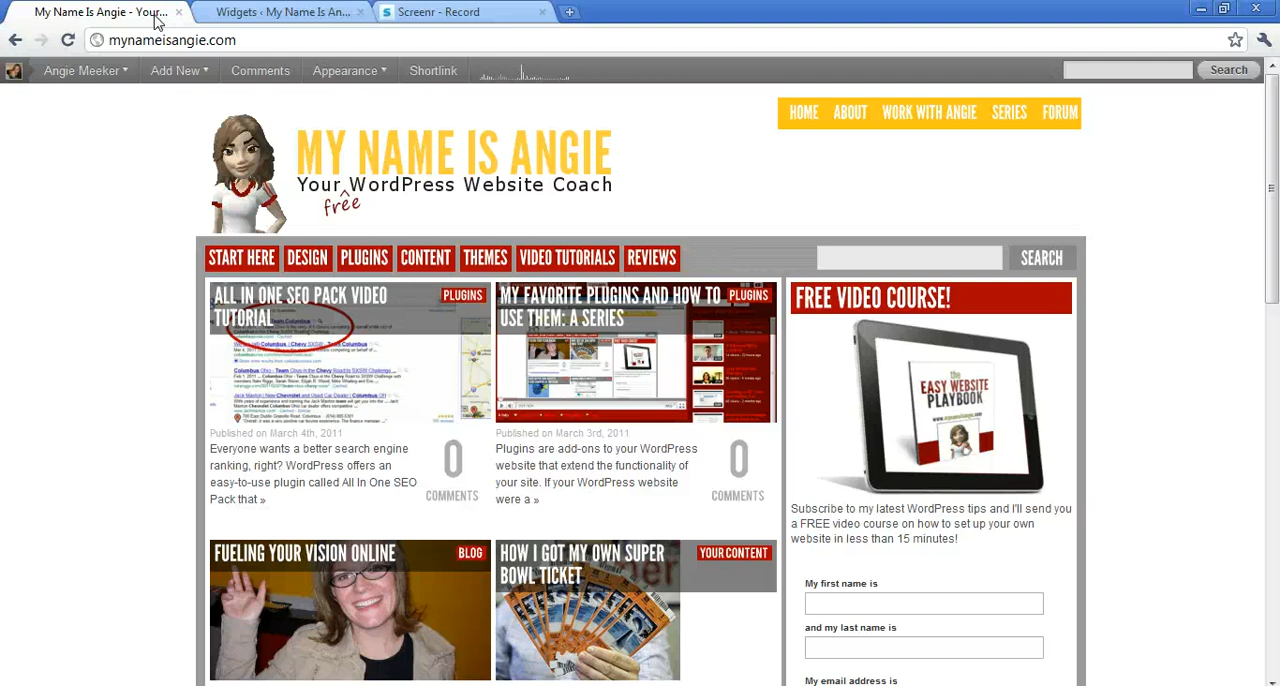 My Name Is Angie - Your...
Widgets ‹ My Name Is An...
Screenr - Record
mynameisangie.com
Angie Meeker
Add New
Comments
Appearance
Shortlink
Search
HOME ABOUT WORK WITH ANGIE SERIES FORUM
MY NAME IS ANGIE
Your WordPress Website Coach
free
START HERE DESIGN PLUGINS CONTENT THEMES VIDEO TUTORIALS REVIEWS
SEARCH
ALL IN ONE SEO PACK VIDEO
TUTORIAL
PLUGINS
Published on March 4th, 2011
Everyone wants a better search engine
ranking, right? WordPress offers an
easy-to-use plugin called All In One SEO
Pack that »
0
COMMENTS
MY FAVORITE PLUGINS AND HOW TO
USE THEM: A SERIES
PLUGINS
Published on March 3rd, 2011
Plugins are add-ons to your WordPress
website that extend the functionality of
your site. If your WordPress website
were a »
0
COMMENTS
FREE VIDEO COURSE!
the
EASY WEBSITE
PLAYBOOK
www.mynameisangie.com
Subscribe to my latest WordPress tips and I'll send you
a FREE video course on how to set up your own
website in less than 15 minutes!
My first name is
and my last name is
My email address is
FUELING YOUR VISION ONLINE
BLOG
HOW I GOT MY OWN SUPER
BOWL TICKET
YOUR CONTENT